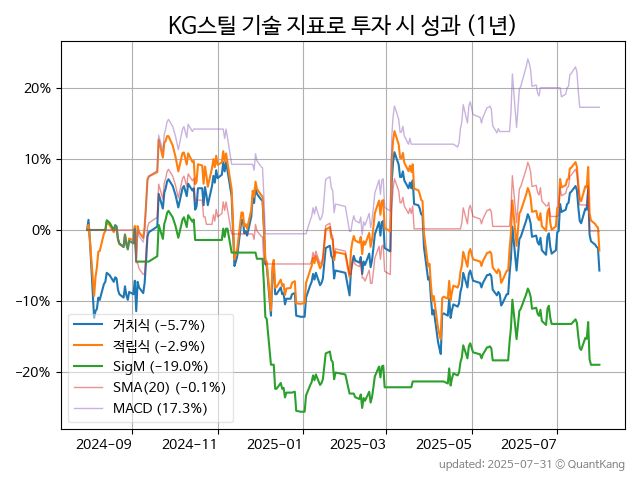 KG스틸 기술 지표로 투자 시 성과 (1년)
20%
10%
0%
−10%
−20%
거치식 (−5.7%)
적립식 (−2.9%)
SigM (−19.0%)
SMA(20) (−0.1%)
MACD (17.3%)
2024−09 2024−11 2025−01 2025−03 2025−05 2025−07
updated: 2025−07−31 ⓒ QuantKang